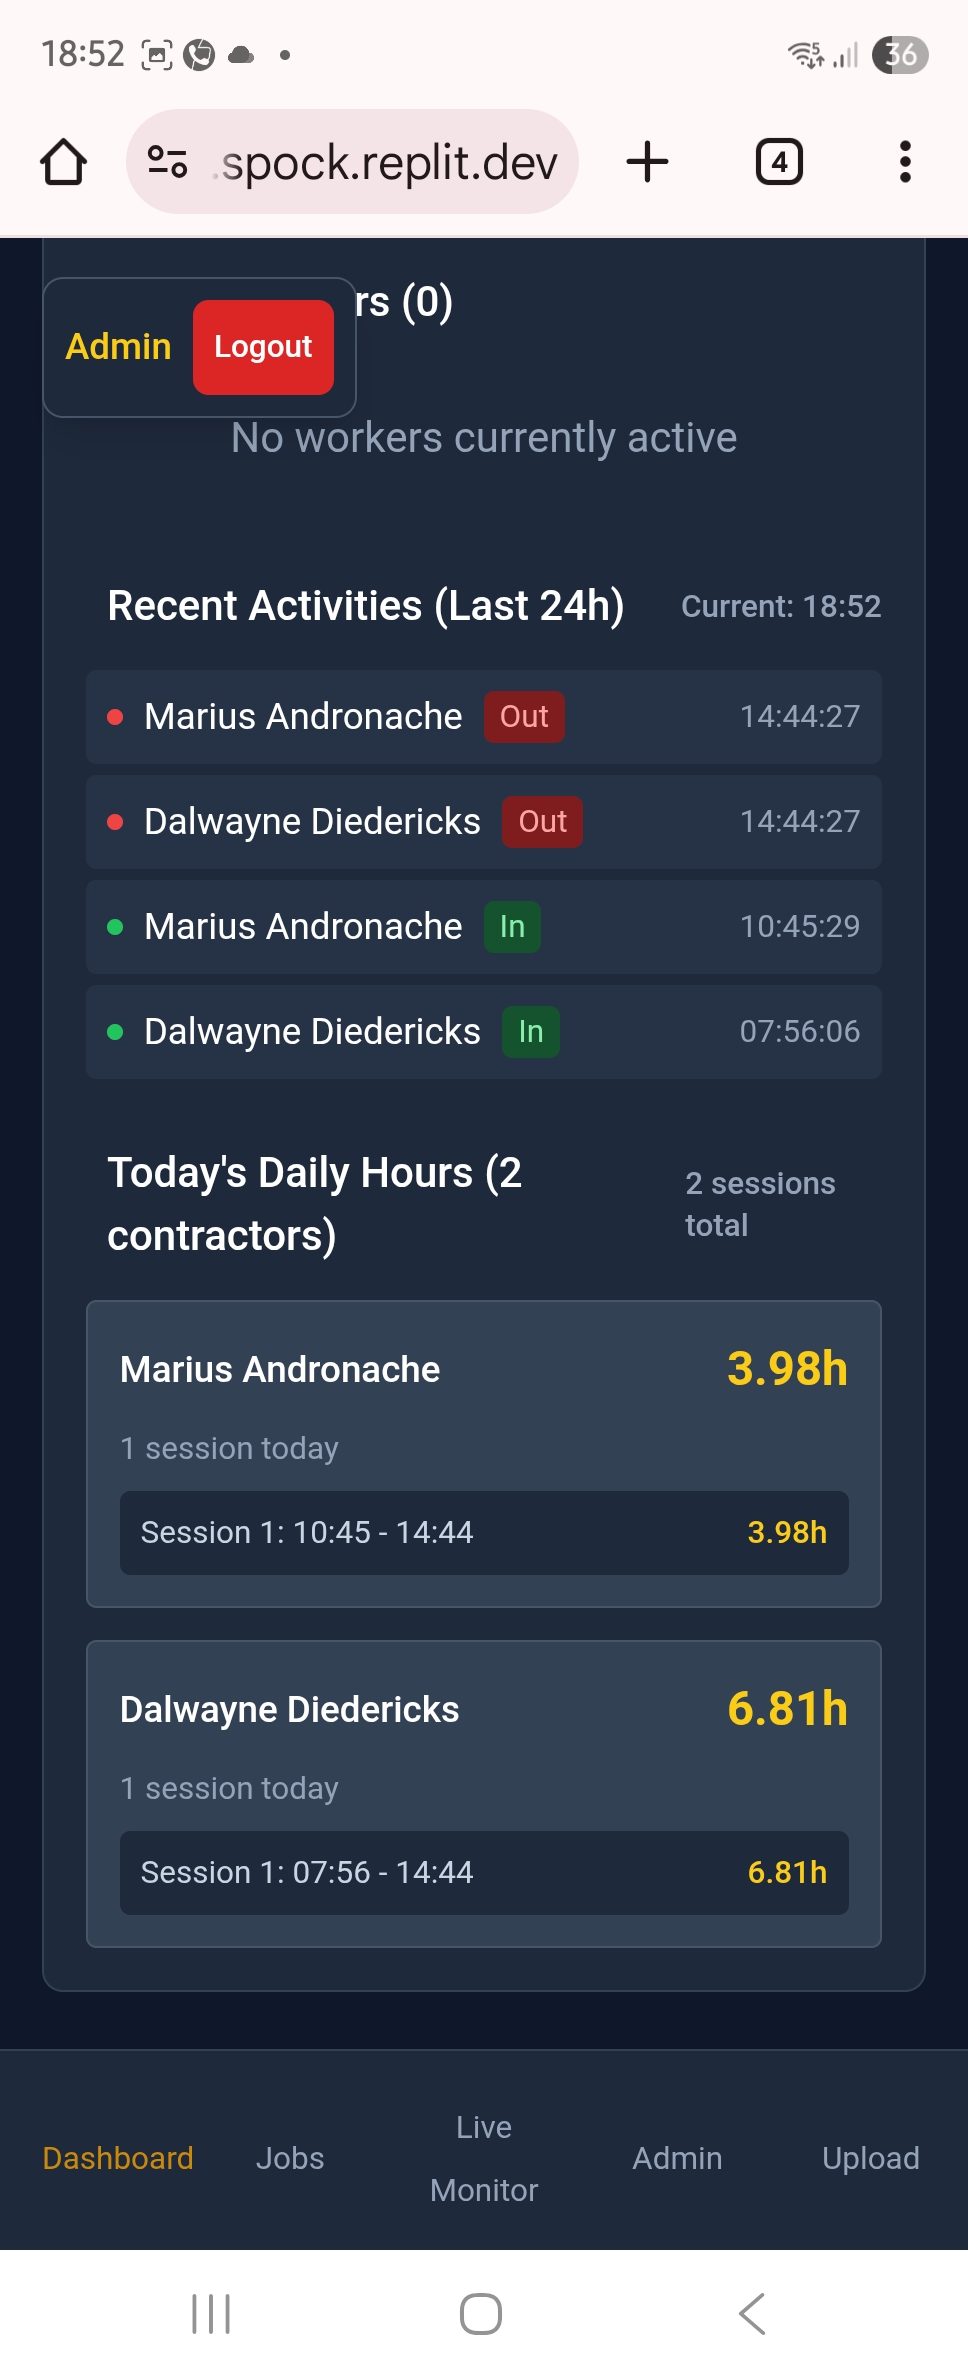 18:52
5
36
.spock.replit.dev
4
rs (0)
Admin
Logout
No workers currently active
Recent Activities (Last 24h)
Current: 18:52
Marius Andronache Out 14:44:27
Dalwayne Diedericks Out 14:44:27
Marius Andronache In 10:45:29
Dalwayne Diedericks In 07:56:06
Today's Daily Hours (2
contractors)
2 sessions
total
Marius Andronache 3.98h
1 session today
Session 1: 10:45 - 14:44 3.98h
Dalwayne Diedericks 6.81h
1 session today
Session 1: 07:56 - 14:44 6.81h
Dashboard
Jobs
Live
Monitor
Admin
Upload